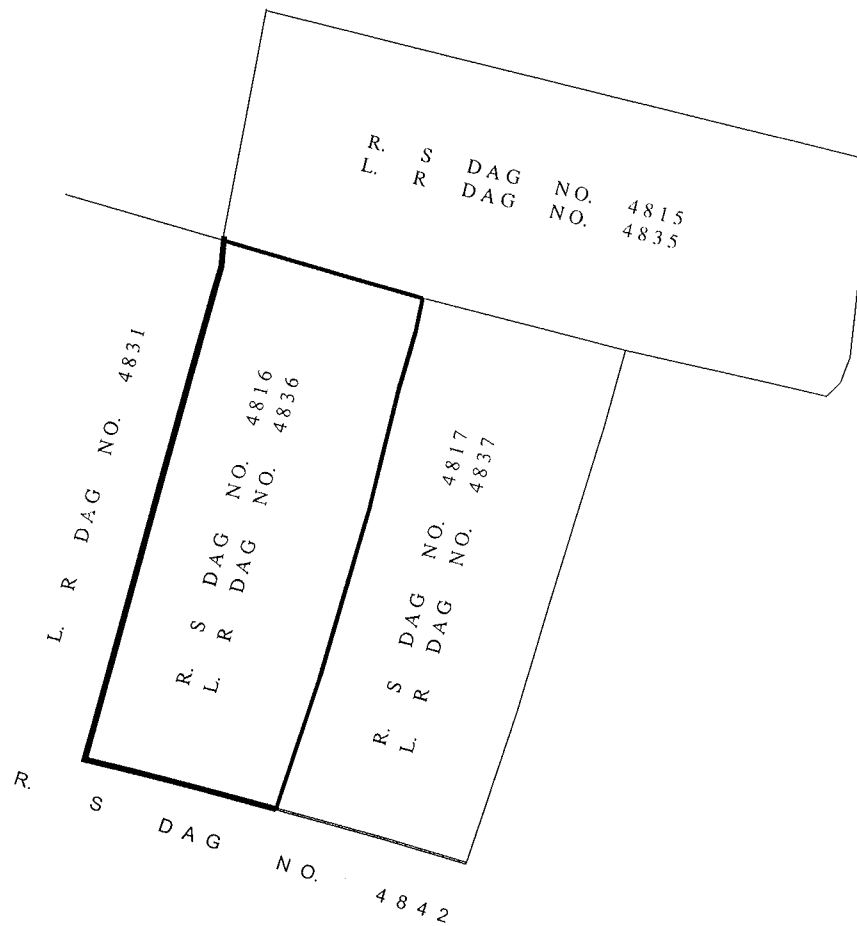 R. S DAG NO. 4815
L. R DAG NO. 4835
L. R DAG NO. 4831
R. S DAG NO. 4816
L. R DAG NO. 4836
R. S DAG NO. 4817
L. R DAG NO. 4837
R. S DAG NO. 4842